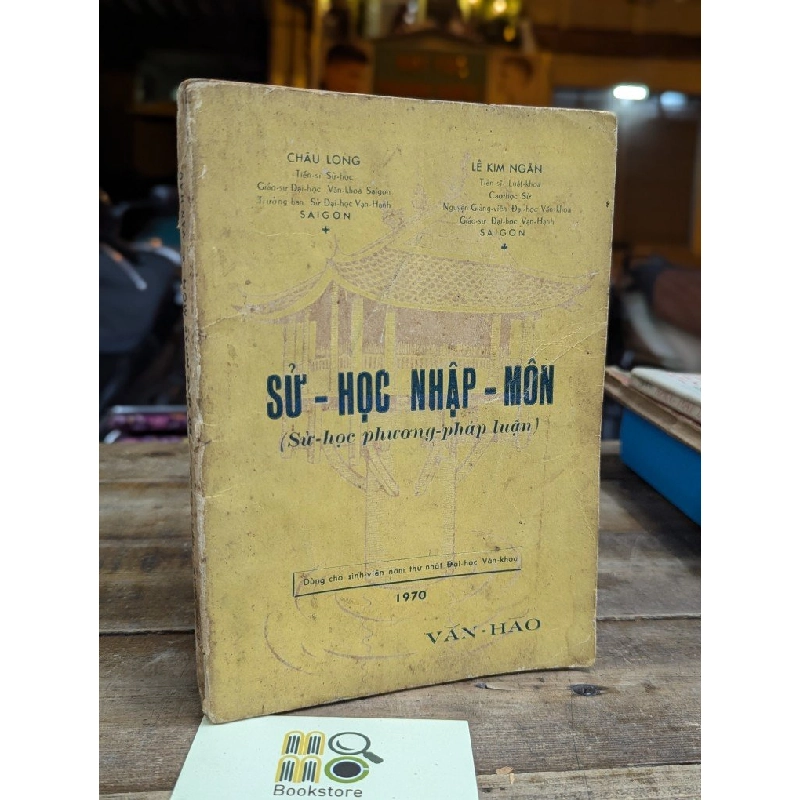 CHÂU LONG
Tiến-sĩ Sử-học
Giáo-sư Đại-học Văn-khoa Saigon
Trưởng ban Sử Đại-học Vạn-Hạnh
SAIGON
LÊ KIM NGÂN
Tiến sĩ Luật-khoa
Cao-học Sử
Nguyên Giảng-viên Đại-học Văn-khoa
Giáo-sư Đại-học Vạn-Hạnh
SAIGON
SỬ - HỌC NHẬP - MÔN
(Sử-học phương-pháp luận)
Dùng cho sinh-viên năm thứ nhất Đại-học Văn-khoa
1970
VĂN-HÀO
Bookstore